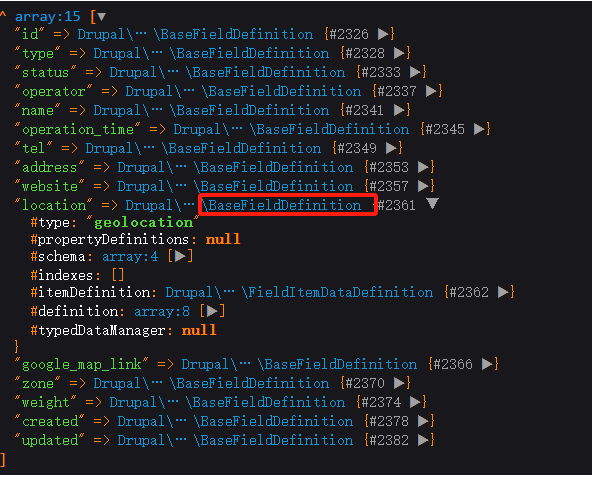 ^ array:15 [▼
"id" => Drupal\…\BaseFieldDefinition {#2326 ▶}
"type" => Drupal\…\BaseFieldDefinition {#2328 ▶}
"status" => Drupal\…\BaseFieldDefinition {#2333 ▶}
"operator" => Drupal\…\BaseFieldDefinition {#2337 ▶}
"name" => Drupal\…\BaseFieldDefinition {#2341 ▶}
"operation_time" => Drupal\…\BaseFieldDefinition {#2345 ▶}
"tel" => Drupal\…\BaseFieldDefinition {#2349 ▶}
"address" => Drupal\…\BaseFieldDefinition {#2353 ▶}
"website" => Drupal\…\BaseFieldDefinition {#2357 ▶}
"location" => Drupal\…\BaseFieldDefinition {#2361 ▼
#type: "geolocation"
#propertyDefinitions: null
#schema: array:4 [▶]
#indexes: []
#itemDefinition: Drupal\…\FieldItemDataDefinition {#2362 ▶}
#definition: array:8 [▶]
#typedDataManager: null
}
"google_map_link" => Drupal\…\BaseFieldDefinition {#2366 ▶}
"zone" => Drupal\…\BaseFieldDefinition {#2370 ▶}
"weight" => Drupal\…\BaseFieldDefinition {#2374 ▶}
"created" => Drupal\…\BaseFieldDefinition {#2378 ▶}
"updated" => Drupal\…\BaseFieldDefinition {#2382 ▶}
]